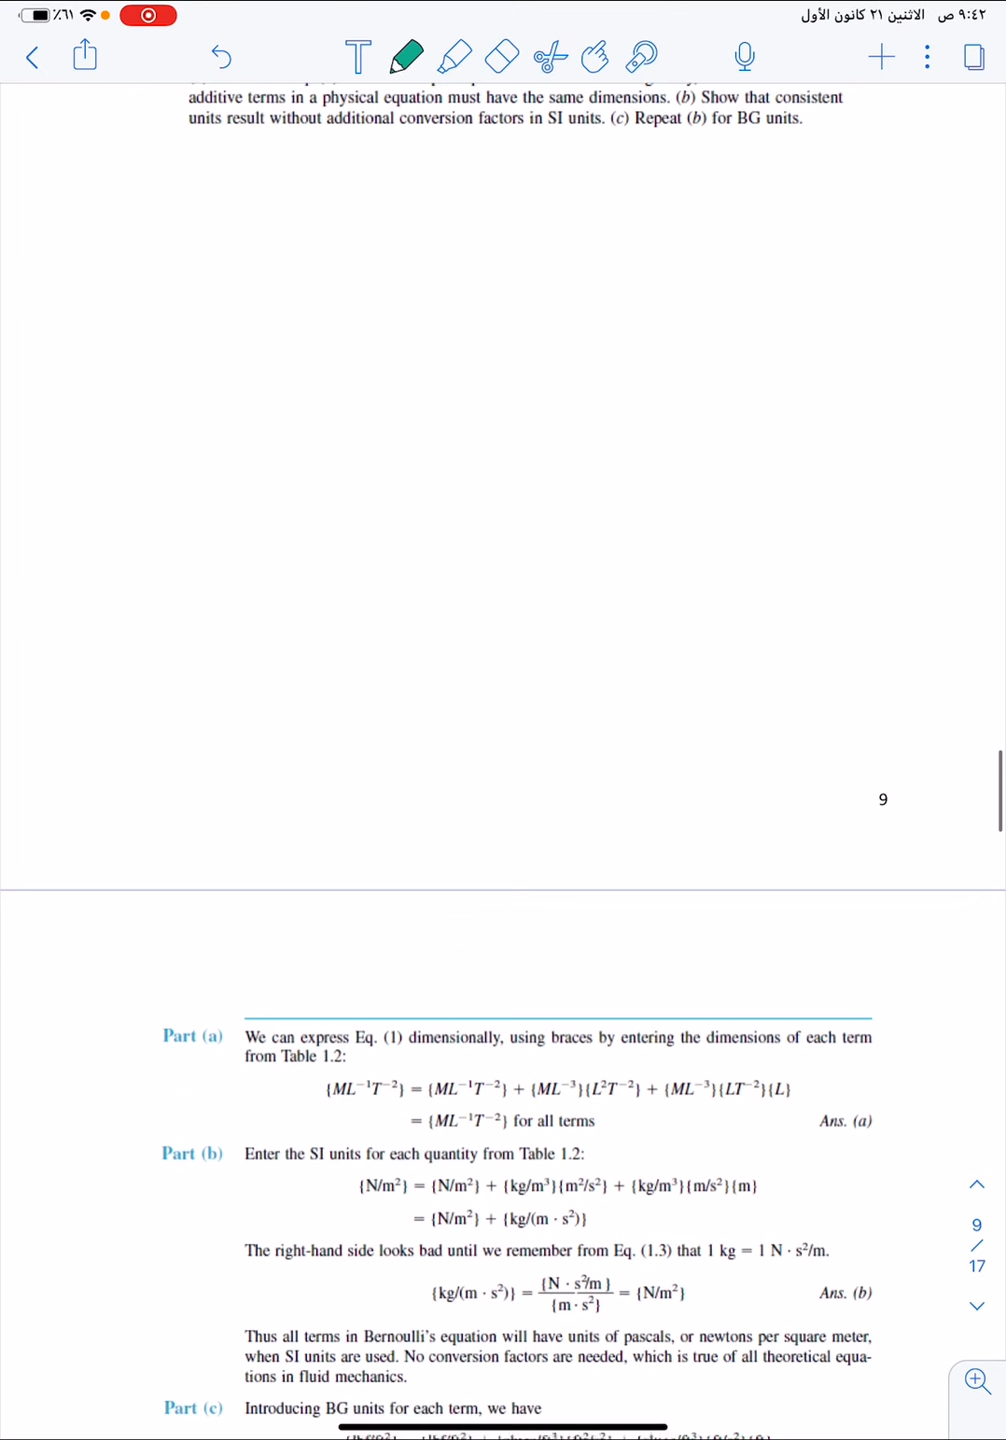 ٩:٤٢ ص الاثنين ٢١ كانون الأول
٪٦١
additive terms in a physical equation must have the same dimensions. (b) Show that consistent
units result without additional conversion factors in SI units. (c) Repeat (b) for BG units.
9
Part (a) We can express Eq. (1) dimensionally, using braces by entering the dimensions of each term
from Table 1.2:
{ML⁻¹T⁻²} = {ML⁻¹T⁻²} + {ML⁻³}{L²T⁻²} + {ML⁻³}{LT⁻²}{L}
= {ML⁻¹T⁻²} for all terms Ans. (a)
Part (b) Enter the SI units for each quantity from Table 1.2:
{N/m²} = {N/m²} + {kg/m³}{m²/s²} + {kg/m³}{m/s²}{m}
= {N/m²} + {kg/(m · s²)}
The right-hand side looks bad until we remember from Eq. (1.3) that 1 kg = 1 N · s²/m.
{kg/(m · s²)} = {N · s²/m} / {m · s²} = {N/m²} Ans. (b)
Thus all terms in Bernoulli's equation will have units of pascals, or newtons per square meter,
when SI units are used. No conversion factors are needed, which is true of all theoretical equa-
tions in fluid mechanics.
Part (c) Introducing BG units for each term, we have
9
/
17